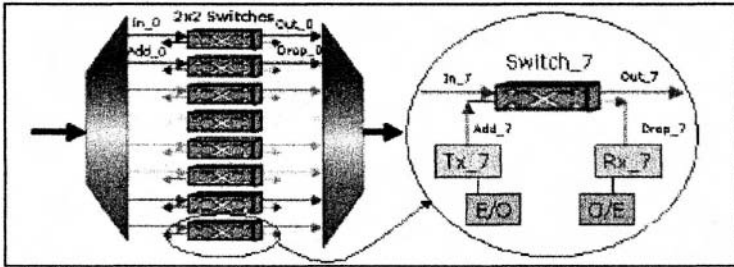 2x2 Switches
In_0
Out_0
Add_0
Drop_0
Switch_7
In_7
Out_7
Add_7
Drop_7
Tx_7
Rx_7
E/O
O/E